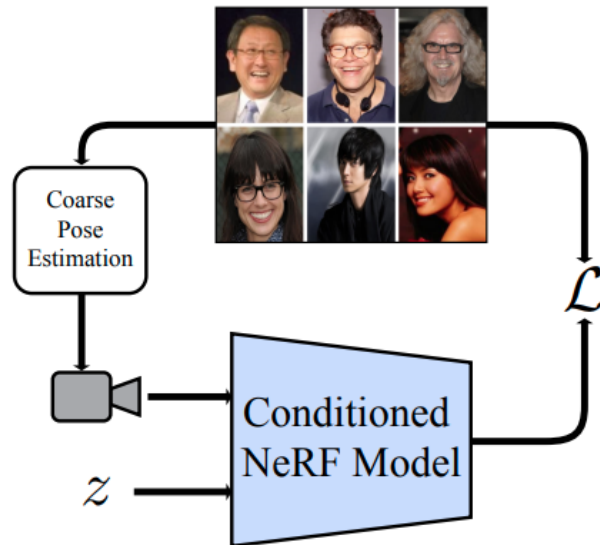 Coarse
Pose
Estimation
ℒ
Conditioned
NeRF Model
z